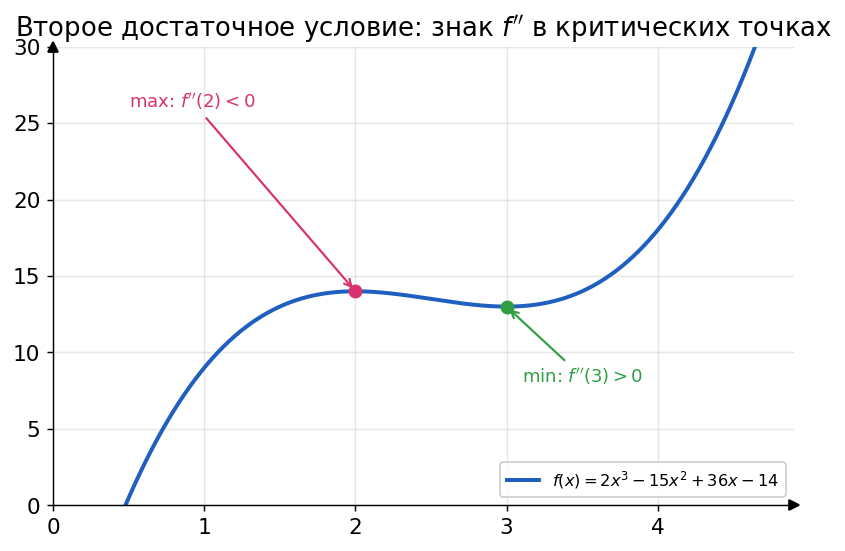 Второе достаточное условие: знак f′′ в критических точках
30
max: f′′(2) < 0
25
20
15
10
min: f′′(3) > 0
5
f(x) = 2x³ − 15x² + 36x − 14
0
0 1 2 3 4